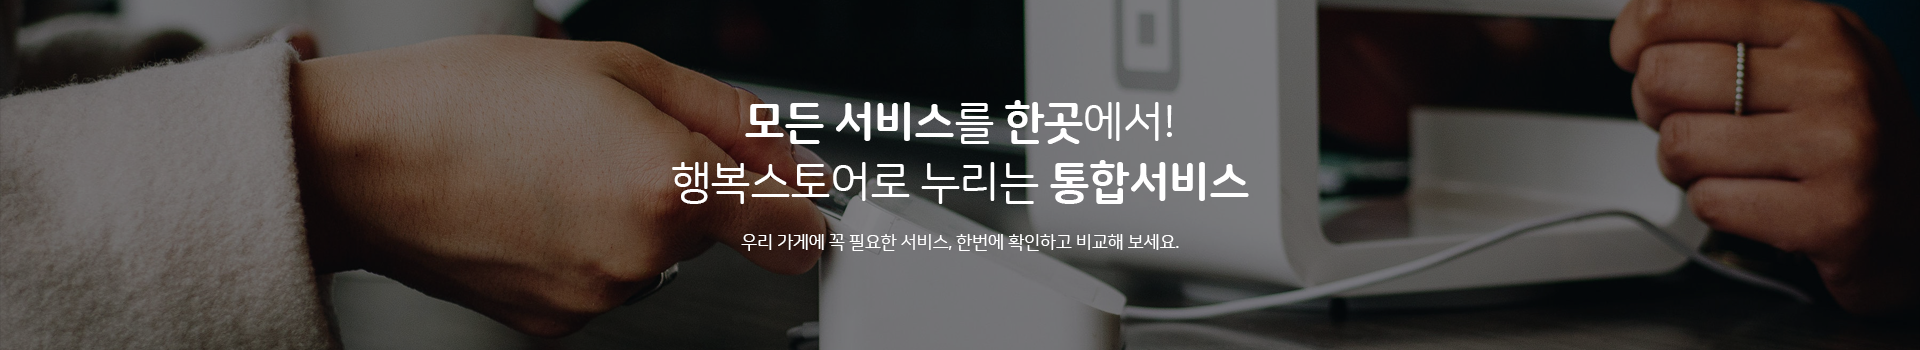 모든 서비스를 한곳에서!
행복스토어로 누리는 통합서비스
우리 가게에 꼭 필요한 서비스, 한번에 확인하고 비교해 보세요.